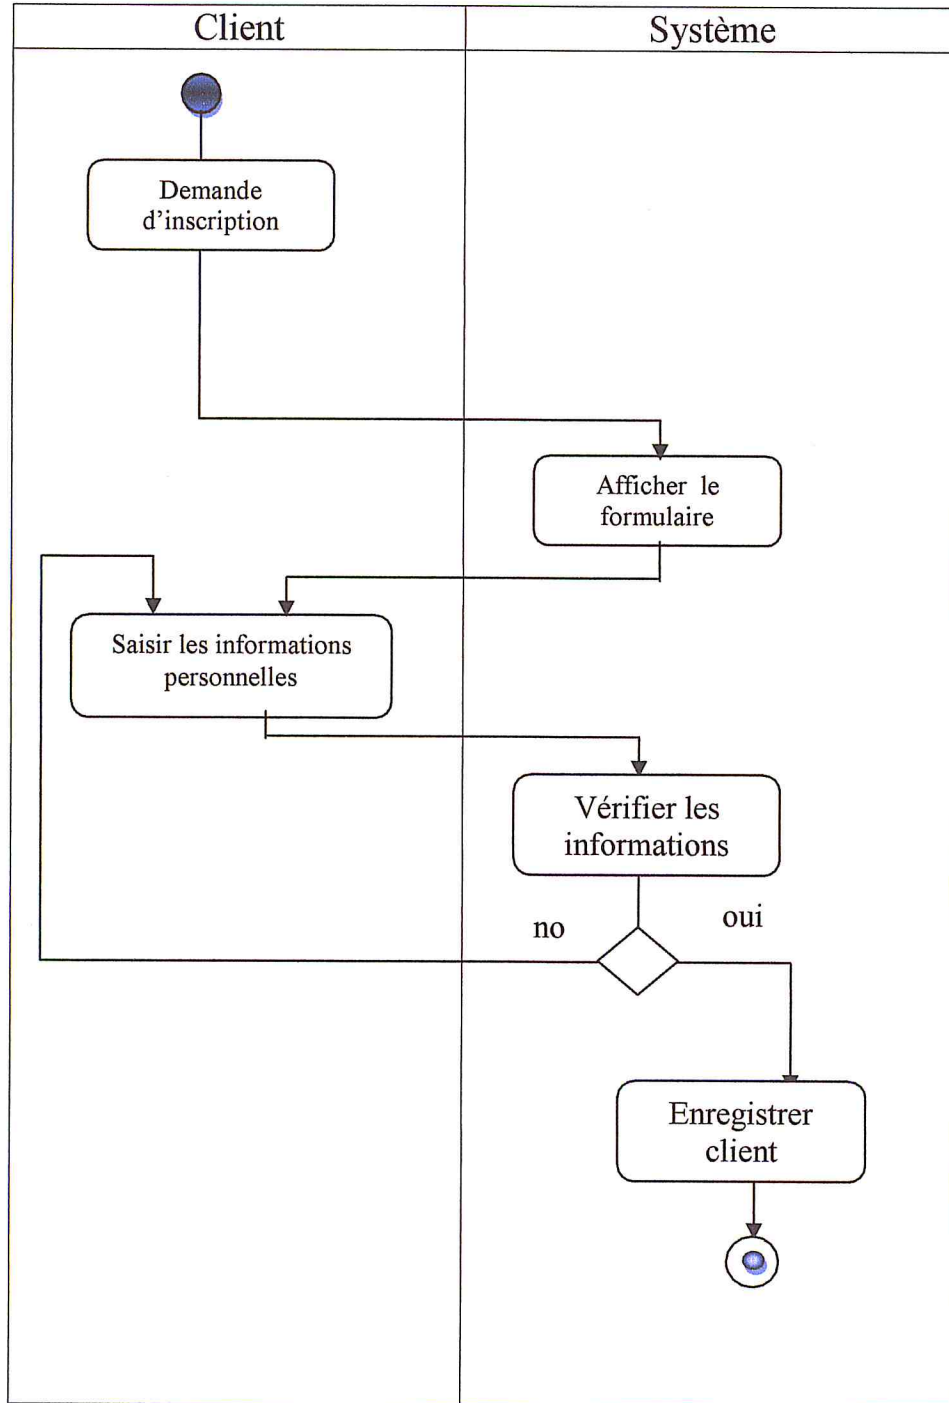 Client
Système
Demande
d'inscription
Afficher le
formulaire
Saisir les informations
personnelles
Vérifier les
informations
no
oui
Enregistrer
client